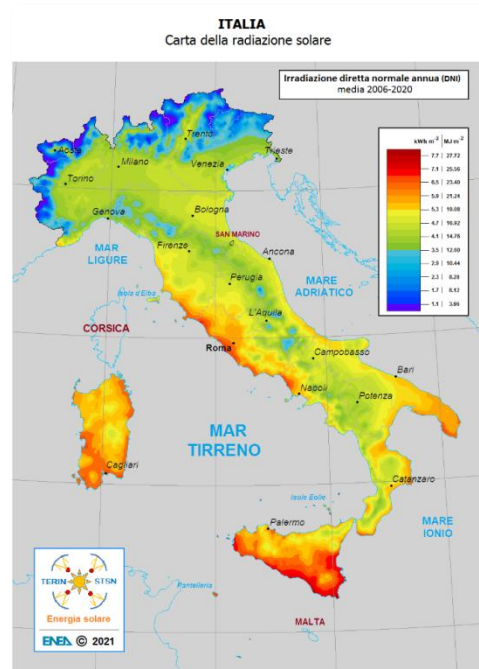 ITALIA
Carta della radiazione solare
Irradiazione diretta normale annua (DNI)
media 2006-2020
kWh m-2 MJ m-2
7,7 27,72
7,1 25,56
6,5 23,40
5,9 21,24
5,3 19,08
4,7 16,92
4,1 14,76
3,5 12,60
2,9 10,44
2,3 8,28
1,7 6,12
1,1 3,96
Trento
Aosta
Milano
Venezia
Trieste
Torino
Genova
Bologna
SAN MARINO
MAR
LIGURE
Firenze
Ancona
Perugia
MARE
ADRIATICO
Isola d'Elba
L'Aquila
CORSICA
Roma
Campobasso
Bari
Napoli
Potenza
MAR
TIRRENO
Cagliari
Catanzaro
Isole Eolie
MARE
IONIO
Palermo
TERIN STSN
Energia solare
Pantelleria
MALTA
ENEA © 2021